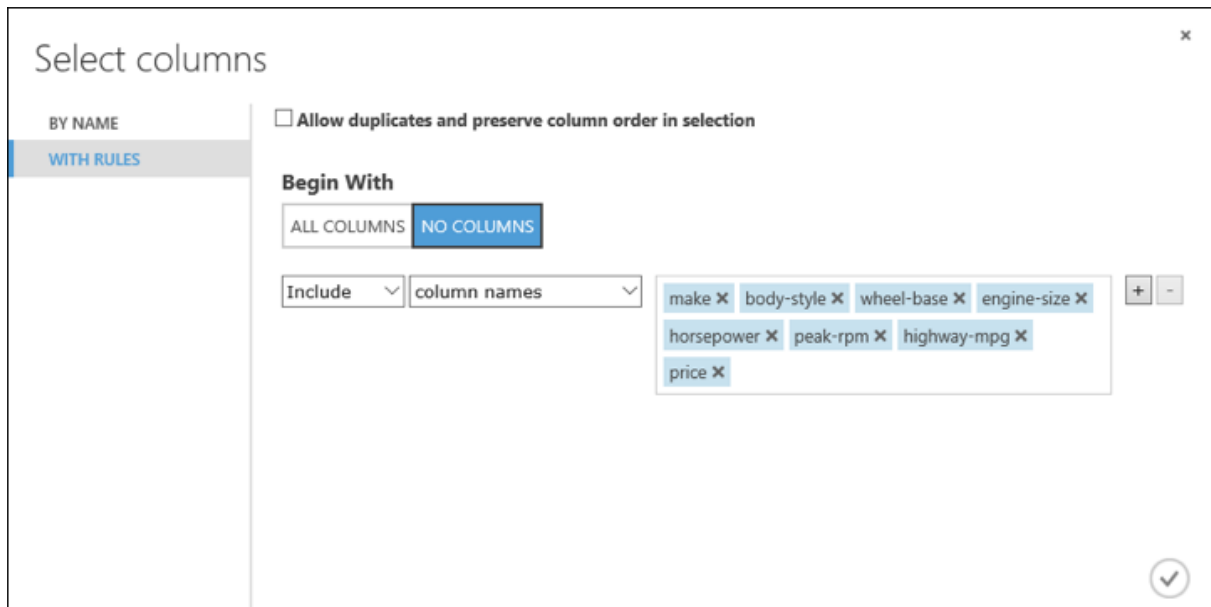 Select columns
BY NAME
WITH RULES
Allow duplicates and preserve column order in selection
Begin With
ALL COLUMNS NO COLUMNS
Include column names
make × body-style × wheel-base × engine-size ×
horsepower × peak-rpm × highway-mpg ×
price ×
+ -